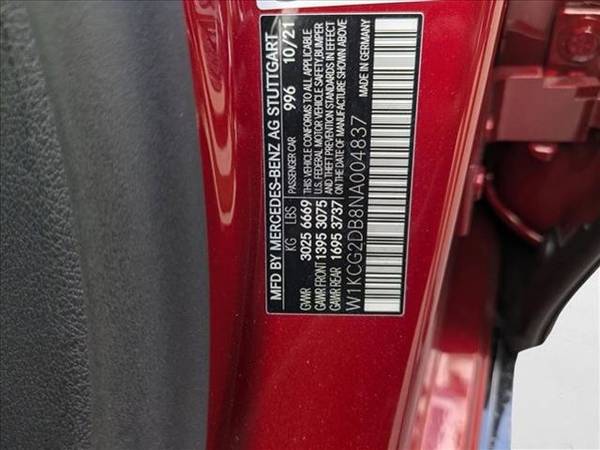 MFD BY MERCEDES-BENZ AG STUTTGART
KG LBS PASSENGER CAR 996 10/21
GVWR 3025 6669 THIS VEHICLE CONFORMS TO ALL APPLICABLE
GAWR FRONT 1395 3075 U.S. FEDERAL MOTOR VEHICLE SAFETY, BUMPER
GAWR REAR 1695 3737 AND THEFT PREVENTION STANDARDS IN EFFECT
ON THE DATE OF MANUFACTURE SHOWN ABOVE
W1KCG2DB8NA004837 MADE IN GERMANY